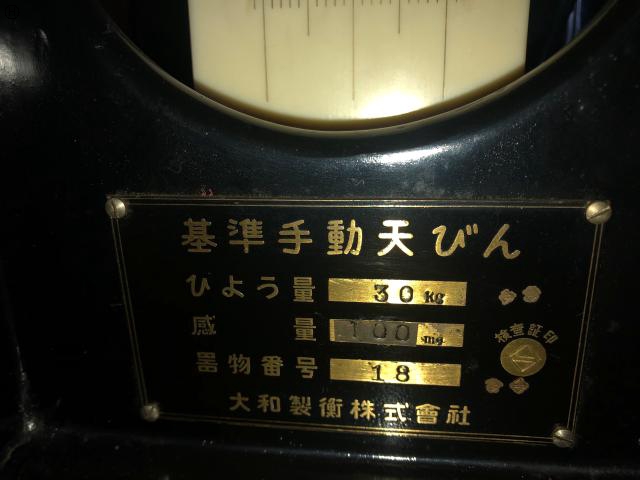 基準手動天びん
ひよう量 30 kg
感量 100 mg
器物番号 18
検査証印
大和製衡株式會社